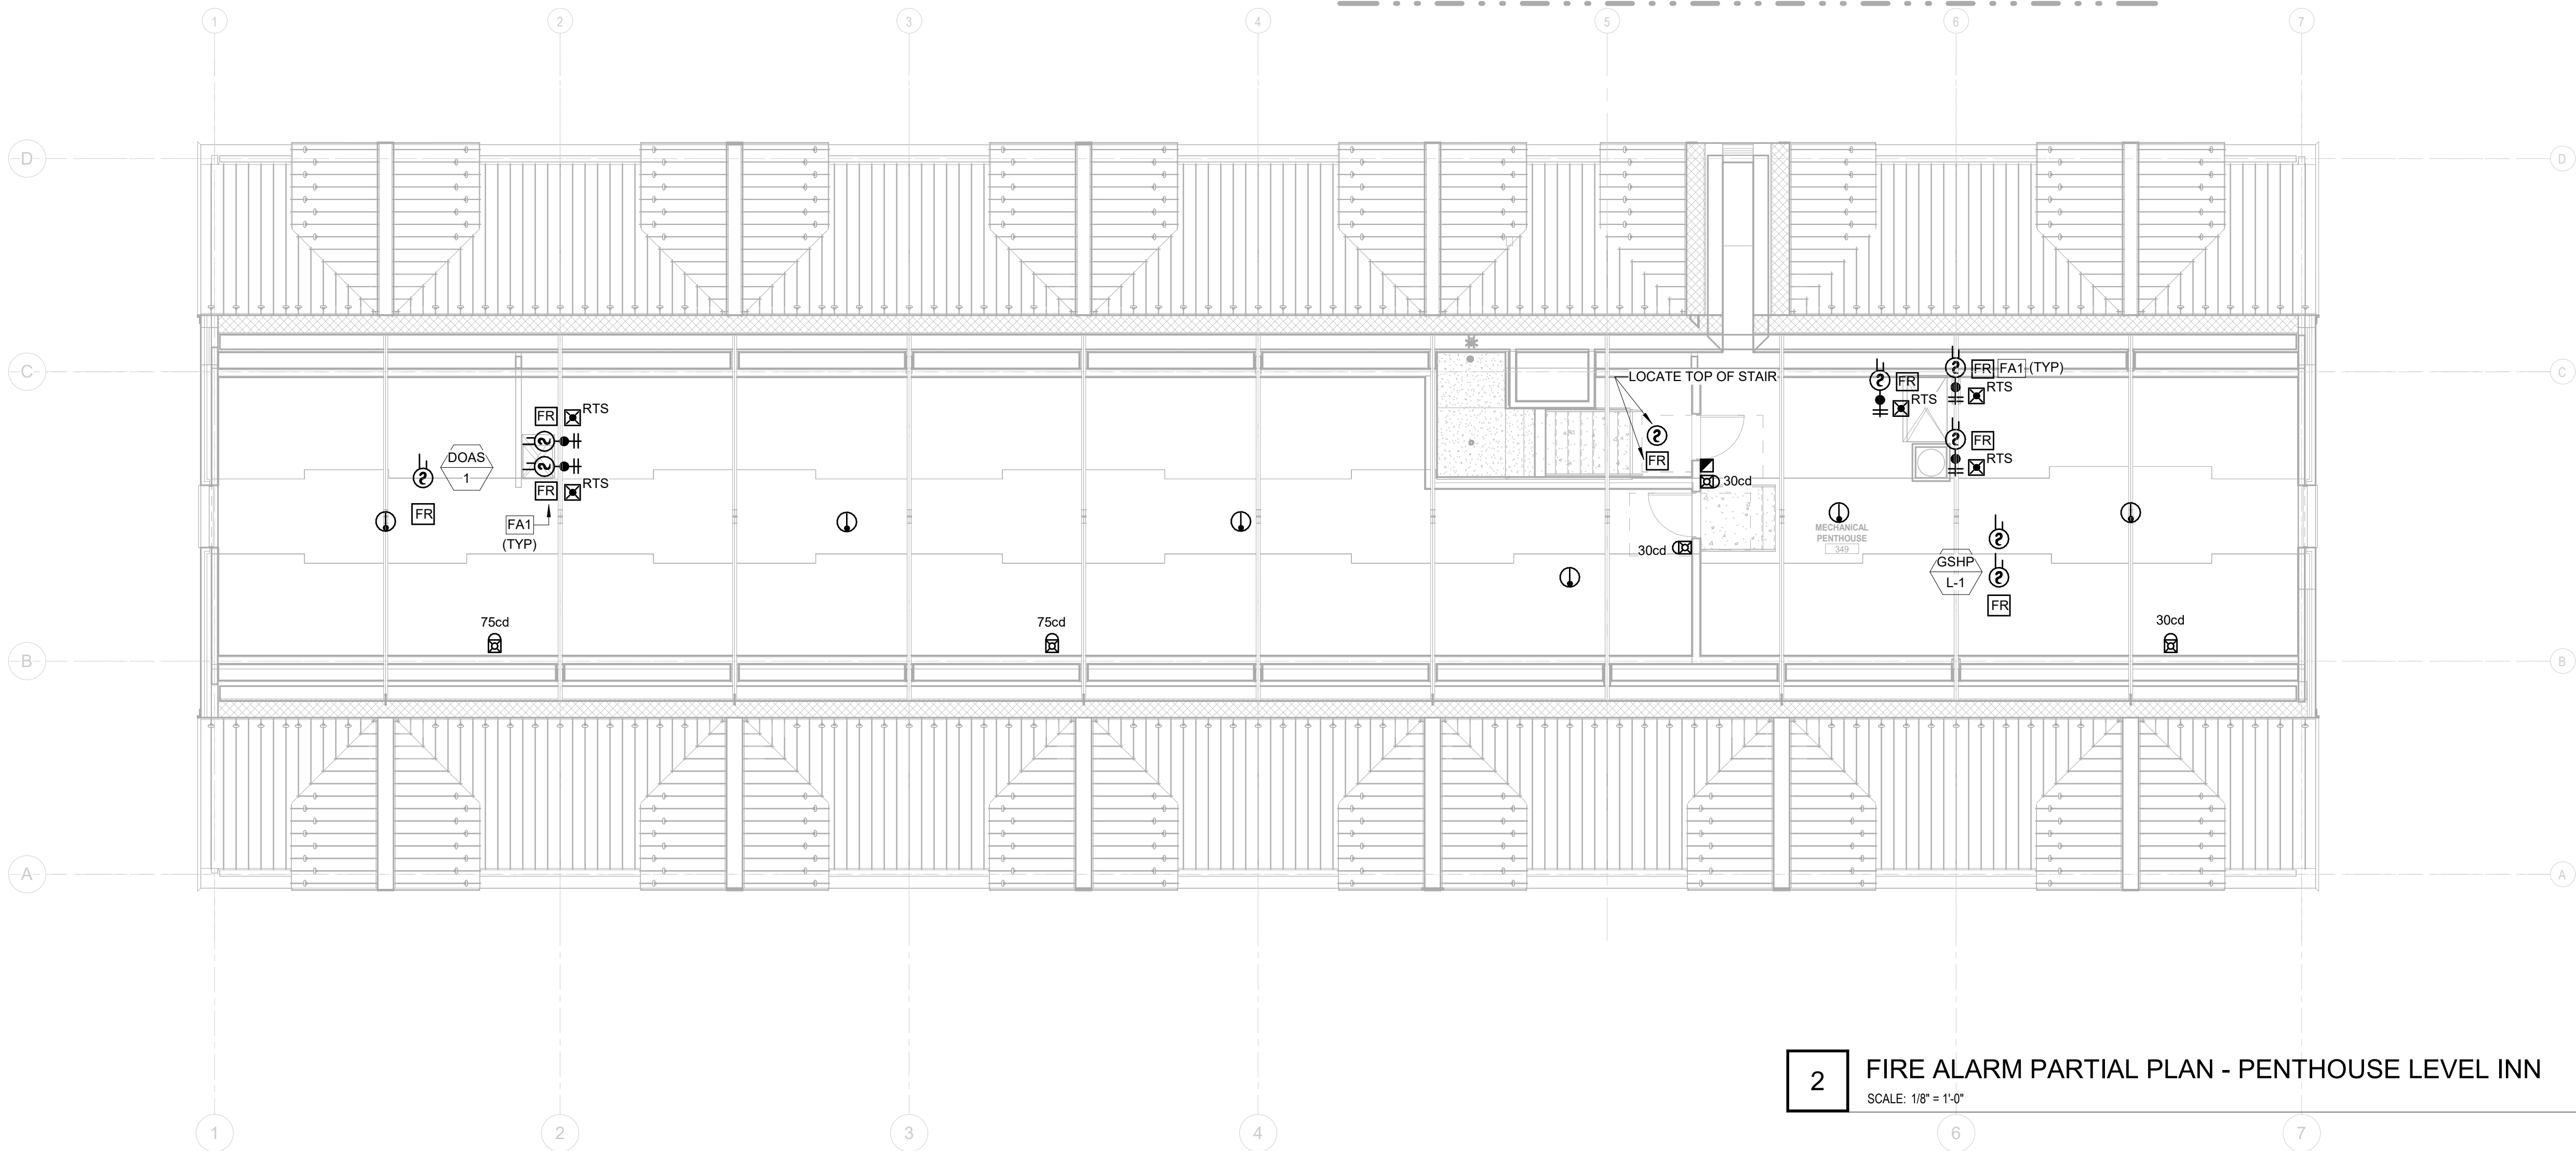 1 2 3 4 5 6 7
D D
C C
LOCATE TOP OF STAIR
FR FA1 (TYP)
FR
RTS
RTS
FR RTS
FR
RTS
DOAS
1
FR
FR RTS
FR
FA1
(TYP)
FR
30cd
30cd
MECHANICAL
PENTHOUSE
349
GSHP
L-1
FR
75cd
75cd
30cd
B B
A A
2 FIRE ALARM PARTIAL PLAN - PENTHOUSE LEVEL INN
SCALE: 1/8" = 1'-0"
1 2 3 4 6 7